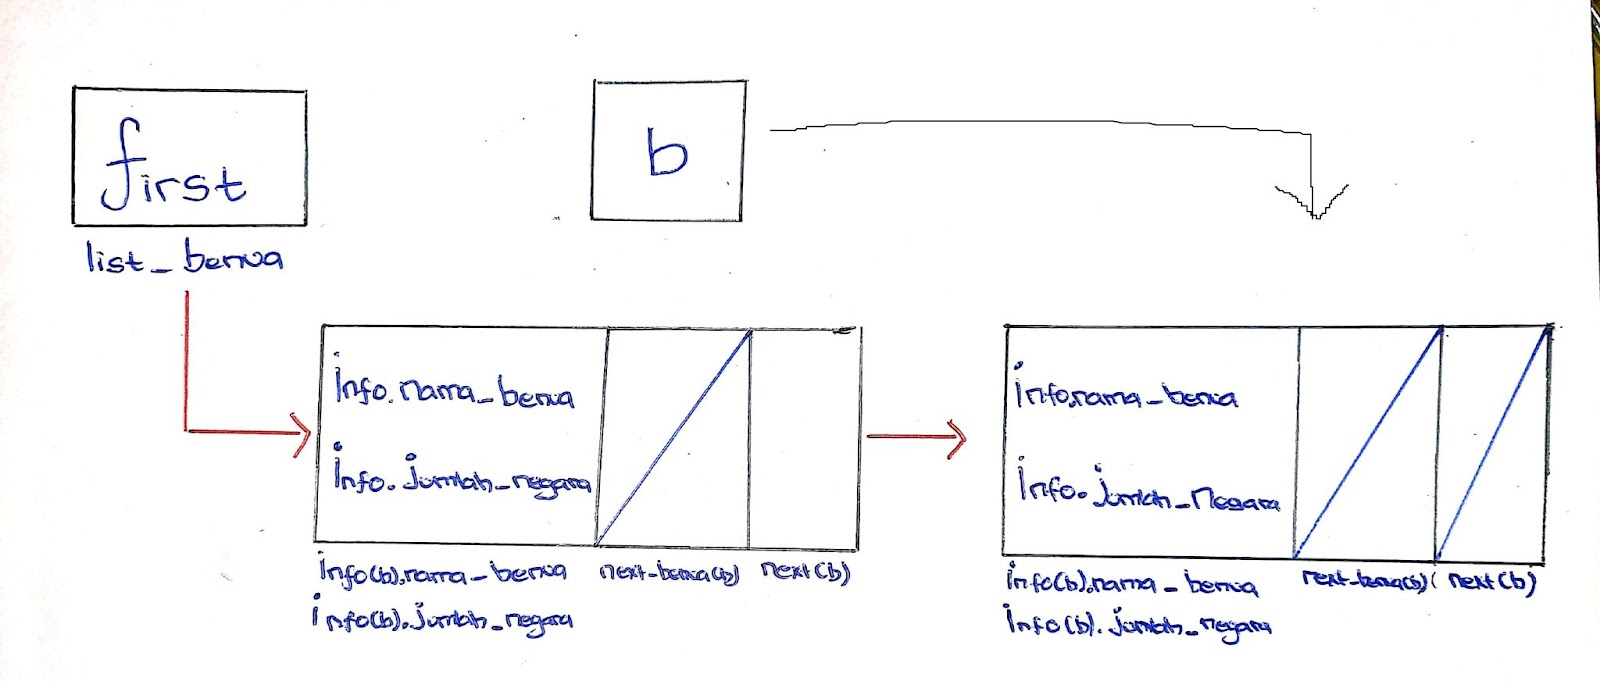 first
b
list_benua
info.nama_benua
info.jumlah_negara
info.nama_benua
info.jumlah_negara
info(b).nama_benua
next_benua(b)
next(b)
info(b).jumlah_negara
info(b).nama_benua
next_benua(b)
next(b)
info(b).jumlah_negara